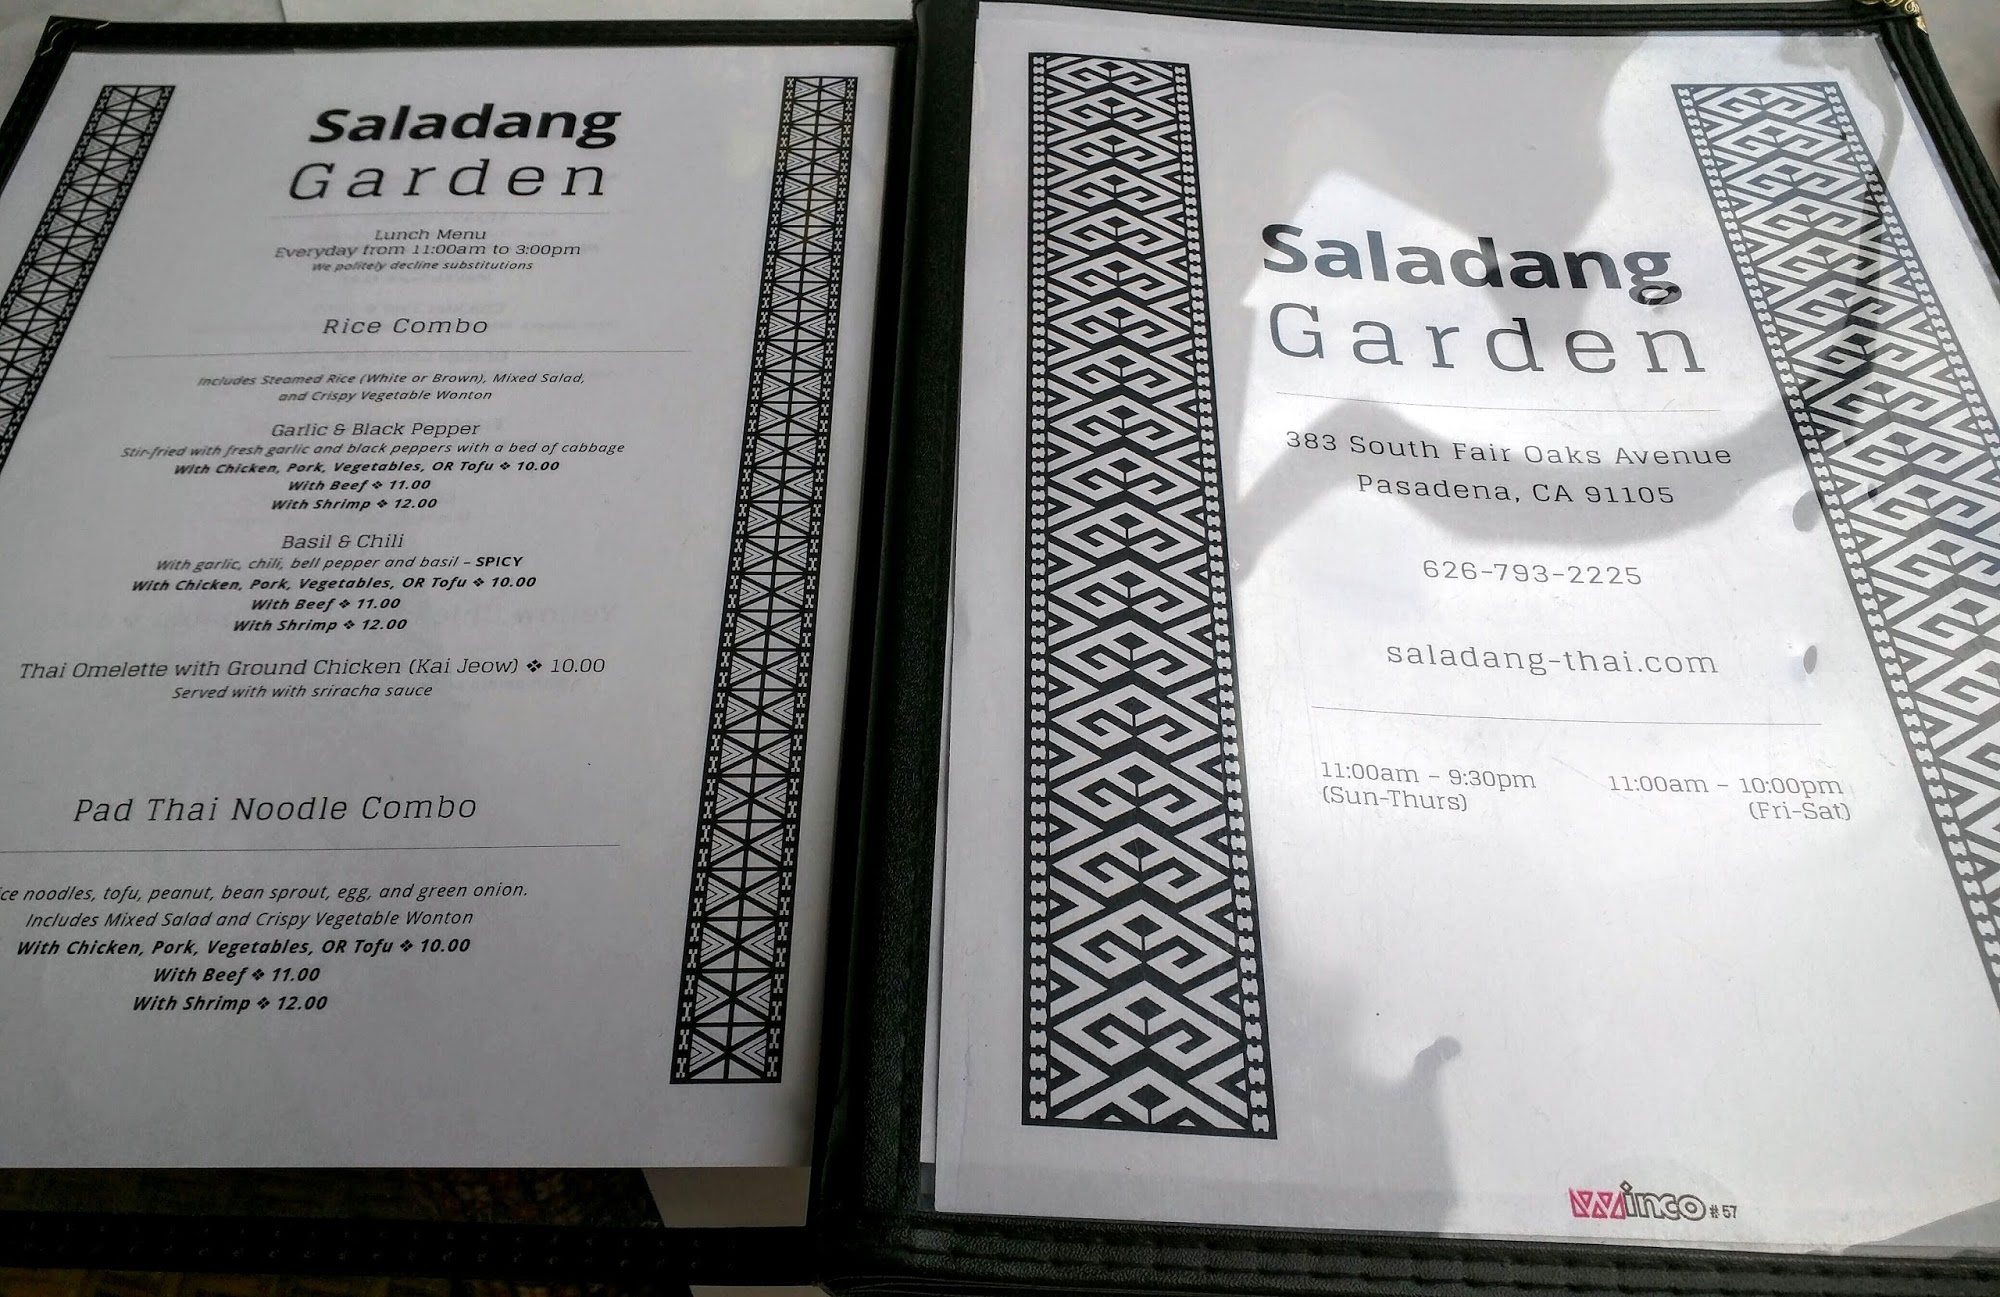 Saladang
Garden
Lunch Menu
Everyday from 11:00am to 3:00pm
We politely decline substitutions
Rice Combo
Includes Steamed Rice (White or Brown), Mixed Salad,
and Crispy Vegetable Wonton
Garlic & Black Pepper
Stir-fried with fresh garlic and black peppers with a bed of cabbage
With Chicken, Pork, Vegetables, OR Tofu ❖ 10.00
With Beef ❖ 11.00
With Shrimp ❖ 12.00
Basil & Chili
With garlic, chili, bell pepper and basil – SPICY
With Chicken, Pork, Vegetables, OR Tofu ❖ 10.00
With Beef ❖ 11.00
With Shrimp ❖ 12.00
Thai Omelette with Ground Chicken (Kai Jeow) ❖ 10.00
Served with with sriracha sauce
Pad Thai Noodle Combo
noodles, tofu, peanut, bean sprout, egg, and green onion.
Includes Mixed Salad and Crispy Vegetable Wonton
With Chicken, Pork, Vegetables, OR Tofu ❖ 10.00
With Beef ❖ 11.00
With Shrimp ❖ 12.00
Saladang
Garden
383 South Fair Oaks Avenue
Pasadena, CA 91105
626-793-2225
saladang-thai.com
11:00am – 9:30pm
(Sun-Thurs)
11:00am – 10:00pm
(Fri-Sat)
Winco #57